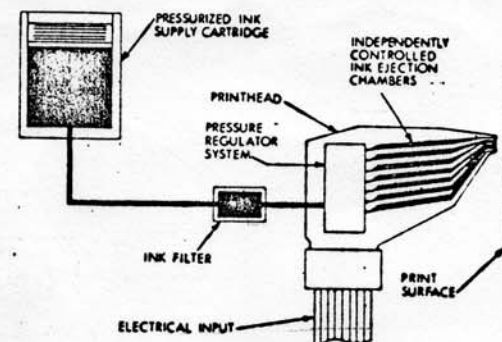 PRESSURIZED INK
SUPPLY CARTRIDGE
INDEPENDENTLY
CONTROLLED
INK EJECTION
CHAMBERS
PRINTHEAD
PRESSURE
REGULATOR
SYSTEM
INK FILTER
PRINT
SURFACE
ELECTRICAL INPUT